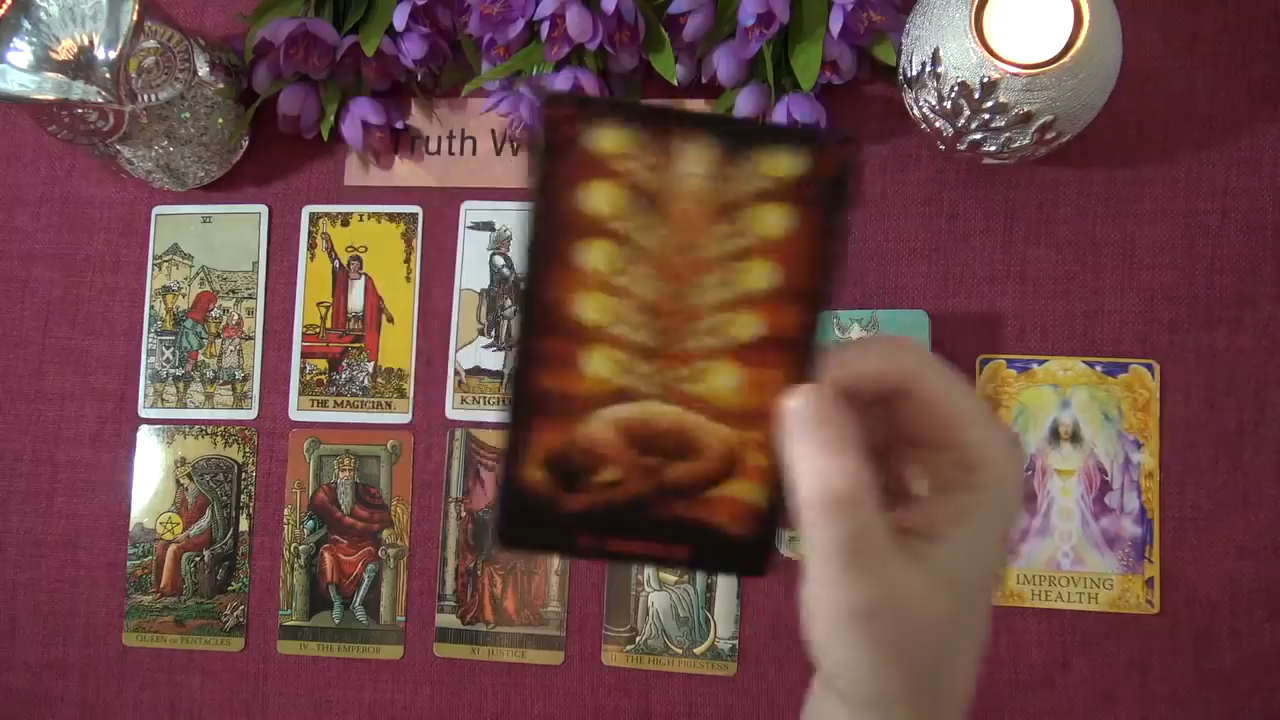 Truth W
VI
I
THE MAGICIAN.
KNIGH
QUEEN OF PENTACLES
IV - THE EMPEROR
XI - JUSTICE
II THE HIGH PRIESTESS
IMPROVING
HEALTH